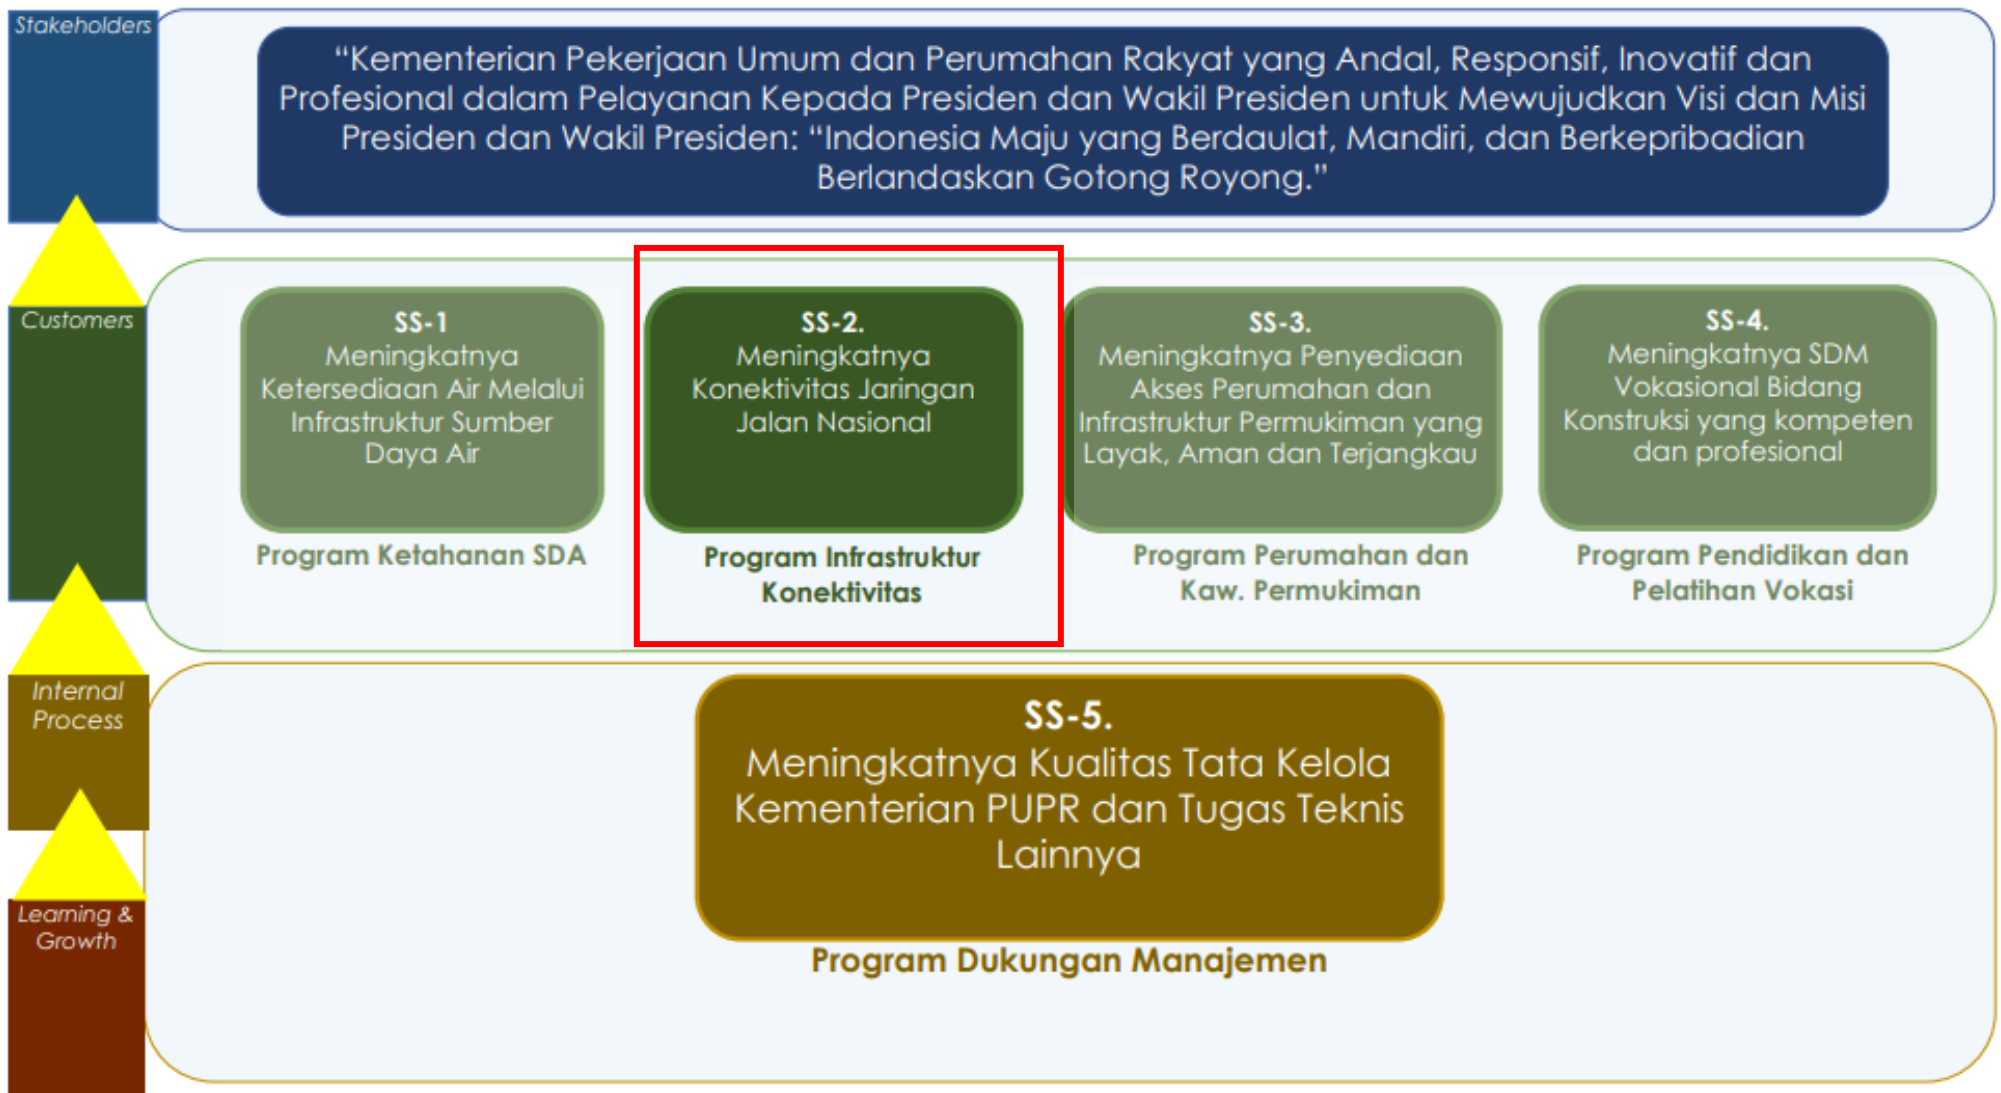 Stakeholders
“Kementerian Pekerjaan Umum dan Perumahan Rakyat yang Andal, Responsif, Inovatif dan
Profesional dalam Pelayanan Kepada Presiden dan Wakil Presiden untuk Mewujudkan Visi dan Misi
Presiden dan Wakil Presiden: “Indonesia Maju yang Berdaulat, Mandiri, dan Berkepribadian
Berlandaskan Gotong Royong.”
Customers
SS-1
Meningkatnya
Ketersediaan Air Melalui
Infrastruktur Sumber
Daya Air
Program Ketahanan SDA
SS-2.
Meningkatnya
Konektivitas Jaringan
Jalan Nasional
Program Infrastruktur
Konektivitas
SS-3.
Meningkatnya Penyediaan
Akses Perumahan dan
Infrastruktur Permukiman yang
Layak, Aman dan Terjangkau
Program Perumahan dan
Kaw. Permukiman
SS-4.
Meningkatnya SDM
Vokasional Bidang
Konstruksi yang kompeten
dan profesional
Program Pendidikan dan
Pelatihan Vokasi
Internal
Process
SS-5.
Meningkatnya Kualitas Tata Kelola
Kementerian PUPR dan Tugas Teknis
Lainnya
Program Dukungan Manajemen
Learning &
Growth